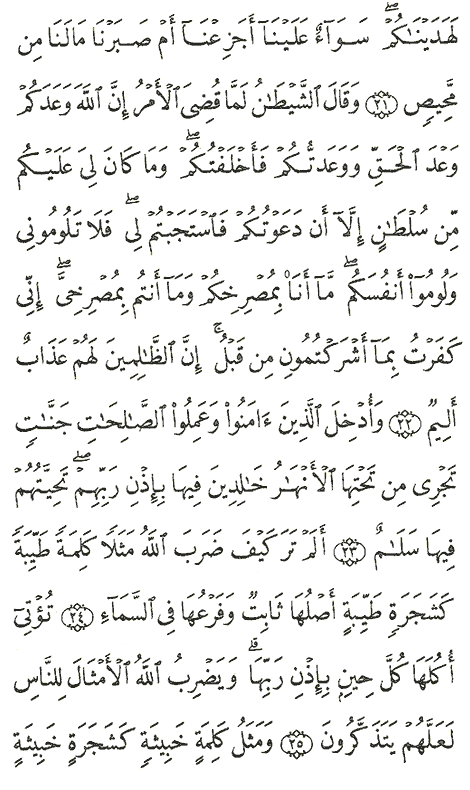 لَهَدَيۡنَٰكُمۡۖ سَوَآءٌ عَلَيۡنَآ أَجَزِعۡنَآ أَمۡ صَبَرۡنَا مَا لَنَا مِن
مَّحِيصٖ ۝٢١ وَقَالَ ٱلشَّيۡطَٰنُ لَمَّا قُضِيَ ٱلۡأَمۡرُ إِنَّ ٱللَّهَ وَعَدَكُمۡ
وَعۡدَ ٱلۡحَقِّ وَوَعَدتُّكُمۡ فَأَخۡلَفۡتُكُمۡۖ وَمَا كَانَ لِيَ عَلَيۡكُم
مِّن سُلۡطَٰنٍ إِلَّآ أَن دَعَوۡتُكُمۡ فَٱسۡتَجَبۡتُمۡ لِيۖ فَلَا تَلُومُونِي
وَلُومُوٓاْ أَنفُسَكُمۖ مَّآ أَنَا۠ بِمُصۡرِخِكُمۡ وَمَآ أَنتُم بِمُصۡرِخِيَّ إِنِّي
كَفَرۡتُ بِمَآ أَشۡرَكۡتُمُونِ مِن قَبۡلُۗ إِنَّ ٱلظَّٰلِمِينَ لَهُمۡ عَذَابٌ
أَلِيمٞ ۝٢٢ وَأُدۡخِلَ ٱلَّذِينَ ءَامَنُواْ وَعَمِلُواْ ٱلصَّٰلِحَٰتِ جَنَّٰتٖ
تَجۡرِي مِن تَحۡتِهَا ٱلۡأَنۡهَٰرُ خَٰلِدِينَ فِيهَا بِإِذۡنِ رَبِّهِمۡۖ تَحِيَّتُهُمۡ
فِيهَا سَلَٰمٌ ۝٢٣ أَلَمۡ تَرَ كَيۡفَ ضَرَبَ ٱللَّهُ مَثَلٗا كَلِمَةٗ طَيِّبَةٗ
كَشَجَرَةٖ طَيِّبَةٍ أَصۡلُهَا ثَابِتٞ وَفَرۡعُهَا فِي ٱلسَّمَآءِ ۝٢٤ تُؤۡتِيٓ
أُكُلَهَا كُلَّ حِينِۭ بِإِذۡنِ رَبِّهَاۗ وَيَضۡرِبُ ٱللَّهُ ٱلۡأَمۡثَالَ لِلنَّاسِ
لَعَلَّهُمۡ يَتَذَكَّرُونَ ۝٢٥ وَمَثَلُ كَلِمَةٍ خَبِيثَةٖ كَشَجَرَةٍ خَبِيثَةٍ